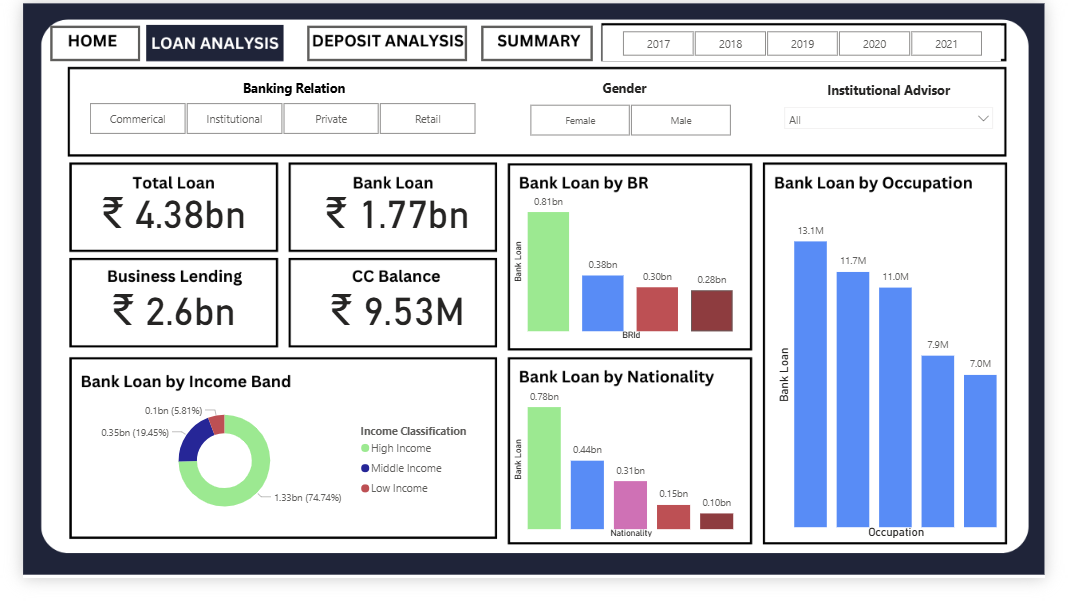 HOME
LOAN ANALYSIS
DEPOSIT ANALYSIS
SUMMARY
2017
2018
2019
2020
2021
Banking Relation
Commerical
Institutional
Private
Retail
Gender
Female
Male
Institutional Advisor
All
Total Loan
₹ 4.38bn
Bank Loan
₹ 1.77bn
Business Lending
₹ 2.6bn
CC Balance
₹ 9.53M
Bank Loan by BR
Bank Loan
0.81bn
0.38bn
0.30bn
0.28bn
BRId
Bank Loan by Occupation
Bank Loan
13.1M
11.7M
11.0M
7.9M
7.0M
Occupation
Bank Loan by Income Band
0.1bn (5.81%)
0.35bn (19.45%)
1.33bn (74.74%)
Income Classification
High Income
Middle Income
Low Income
Bank Loan by Nationality
Bank Loan
0.78bn
0.44bn
0.31bn
0.15bn
0.10bn
Nationality